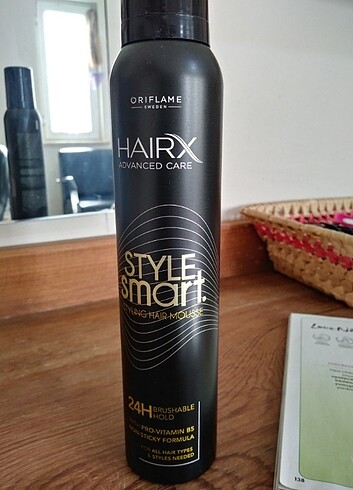 ORIFLAME
SWEDEN
HAIRX
ADVANCED CARE
STYLE
smart.
STYLING HAIR MOUSSE
24H BRUSHABLE
HOLD
PRO-VITAMIN B5
NON-STICKY FORMULA
FOR ALL HAIR TYPES
& STYLES NEEDED
138